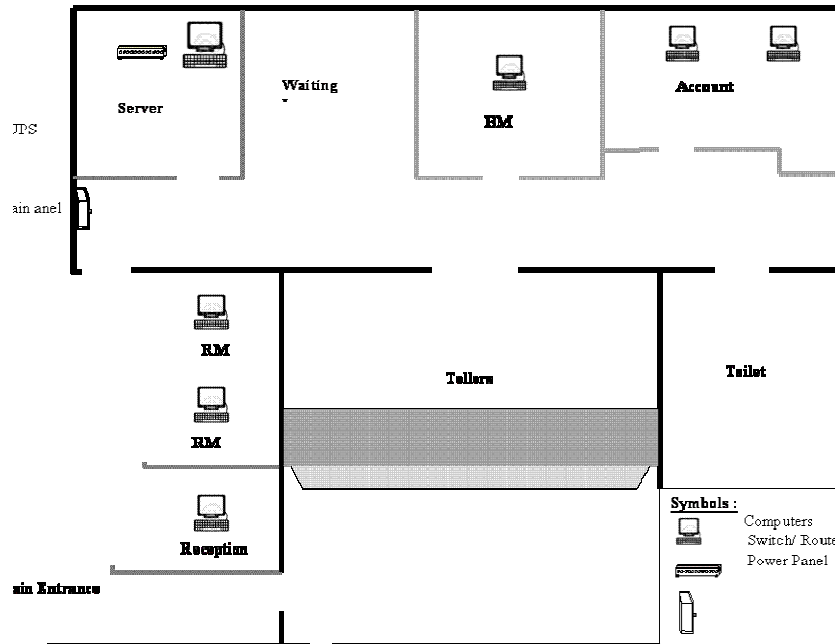 Waiting
Server
BM
Account
JPS
ain anel
RM
RM
Tellers
Toilet
Reception
ain Entrance
Symbols :
Computers
Switch/ Route
Power Panel